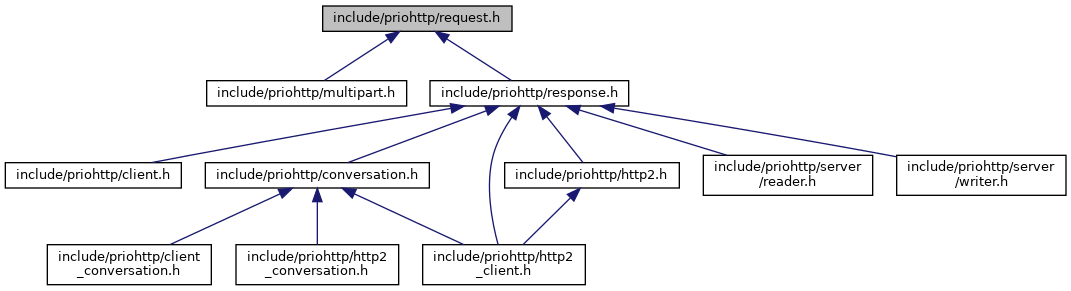 include/priohttp/request.h
include/priohttp/multipart.h
include/priohttp/response.h
include/priohttp/client.h
include/priohttp/conversation.h
include/priohttp/http2.h
include/priohttp/server
/reader.h
include/priohttp/server
/writer.h
include/priohttp/client
_conversation.h
include/priohttp/http2
_conversation.h
include/priohttp/http2
_client.h